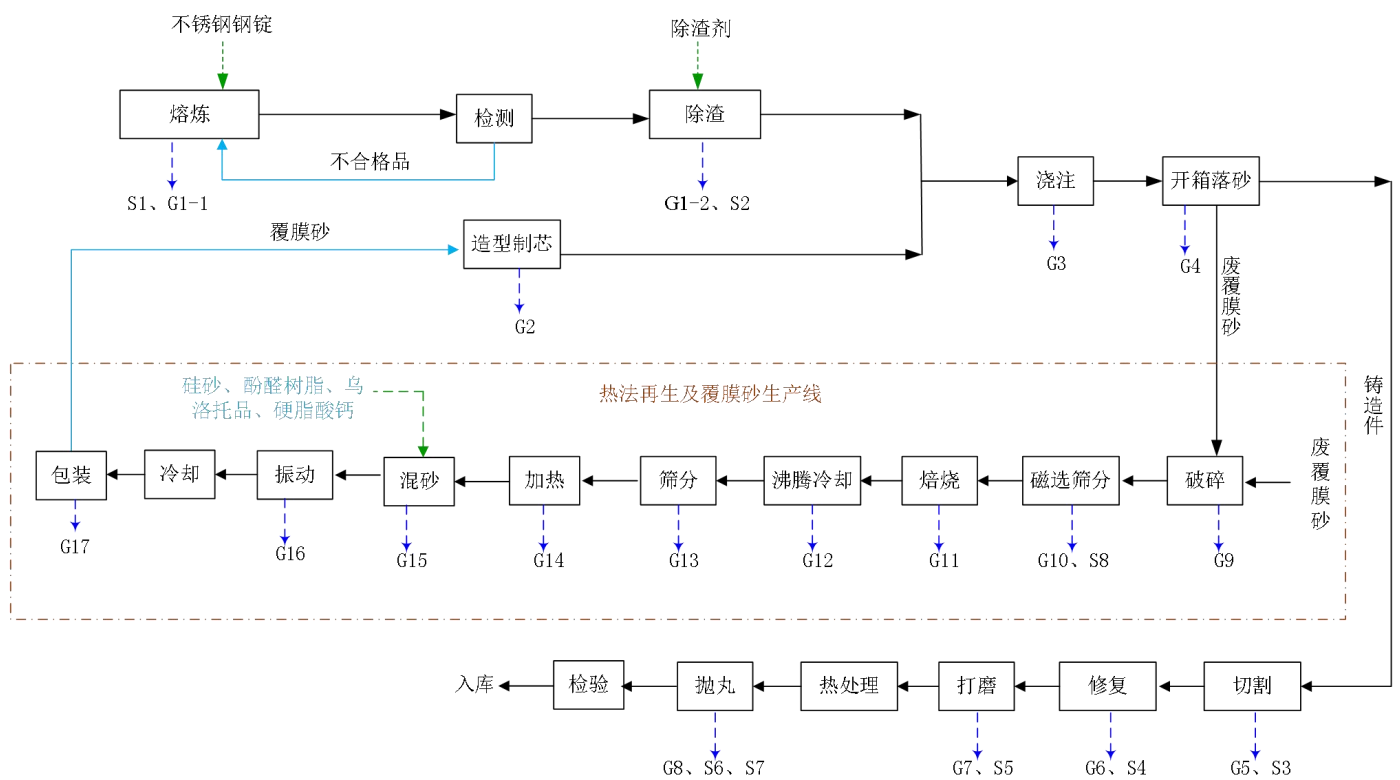 不锈钢钢锭
除渣剂
熔炼
检测
除渣
不合格品
S1、G1-1
G1-2、S2
浇注
开箱落砂
覆膜砂
造型制芯
G2
G3
G4
废覆膜砂
铸造件
硅砂、酚醛树脂、乌
洛托品、硬脂酸钙
热法再生及覆膜砂生产线
包装
冷却
振动
混砂
加热
筛分
沸腾冷却
焙烧
磁选筛分
破碎
废覆膜砂
G17
G16
G15
G14
G13
G12
G11
G10、S8
G9
入库
检验
抛丸
热处理
打磨
修复
切割
G8、S6、S7
G7、S5
G6、S4
G5、S3